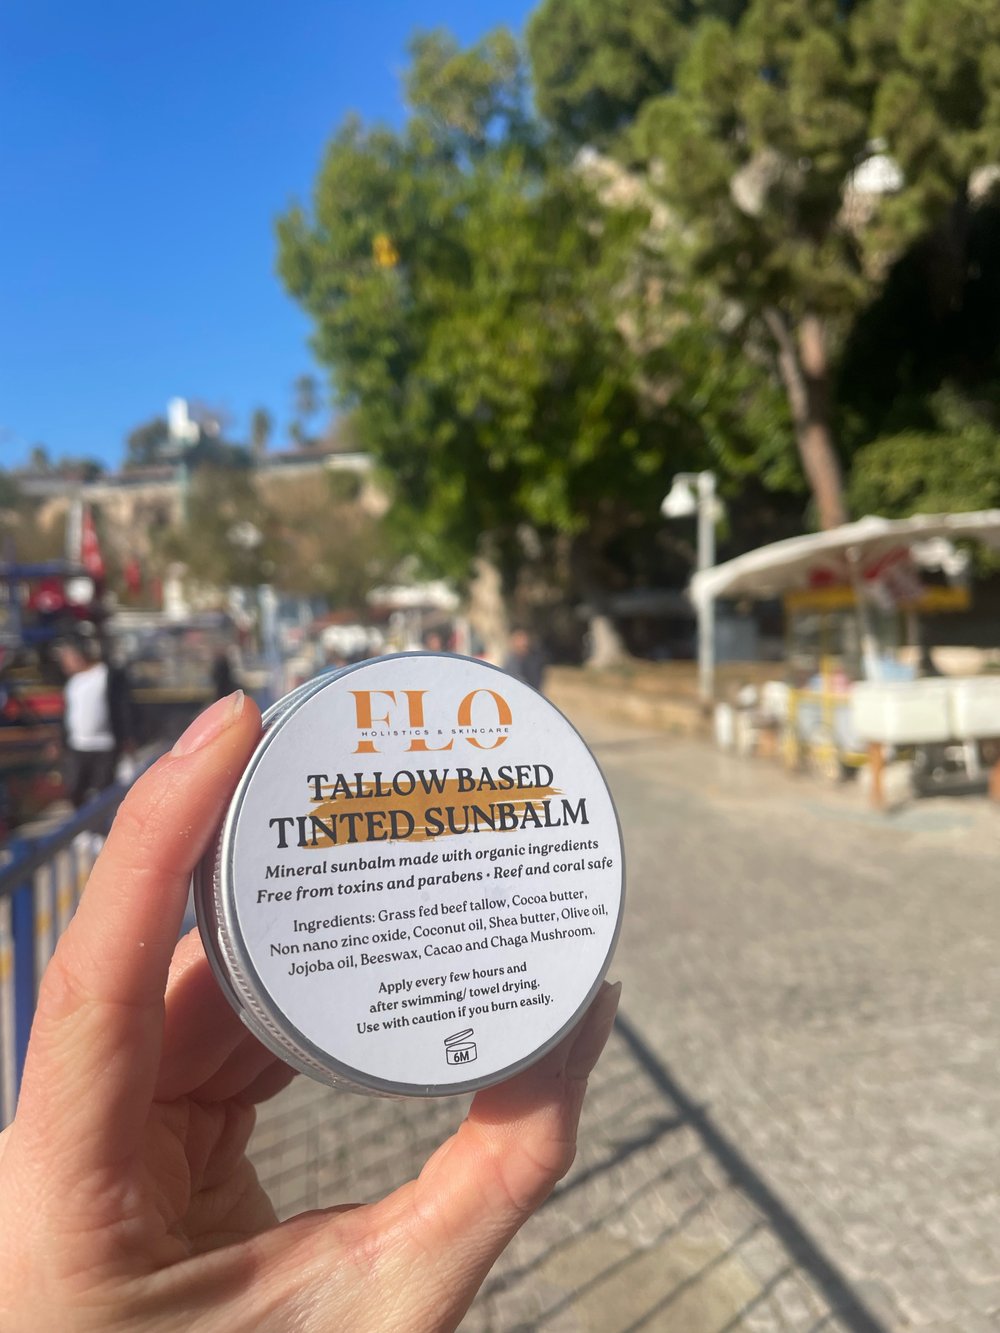 FLO
HOLISTICS & SKINCARE
TALLOW BASED
TINTED SUNBALM
Mineral sunbalm made with organic ingredients
Free from toxins and parabens • Reef and coral safe
Ingredients: Grass fed beef tallow, Cocoa butter,
Non nano zinc oxide, Coconut oil, Shea butter, Olive oil,
Jojoba oil, Beeswax, Cacao and Chaga Mushroom.
Apply every few hours and
after swimming/ towel drying.
Use with caution if you burn easily.
6M